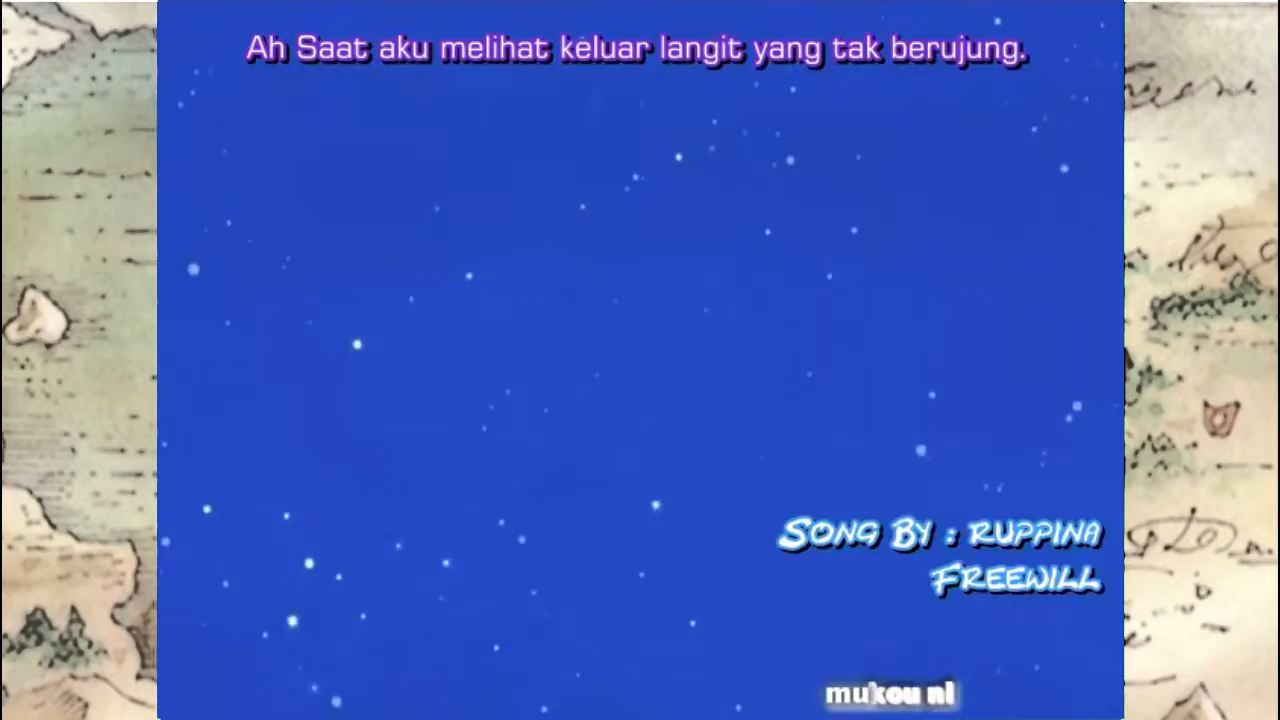 Ah Saat aku melihat keluar langit yang tak berujung.
Song By : ruppina
Freewill
mukou ni